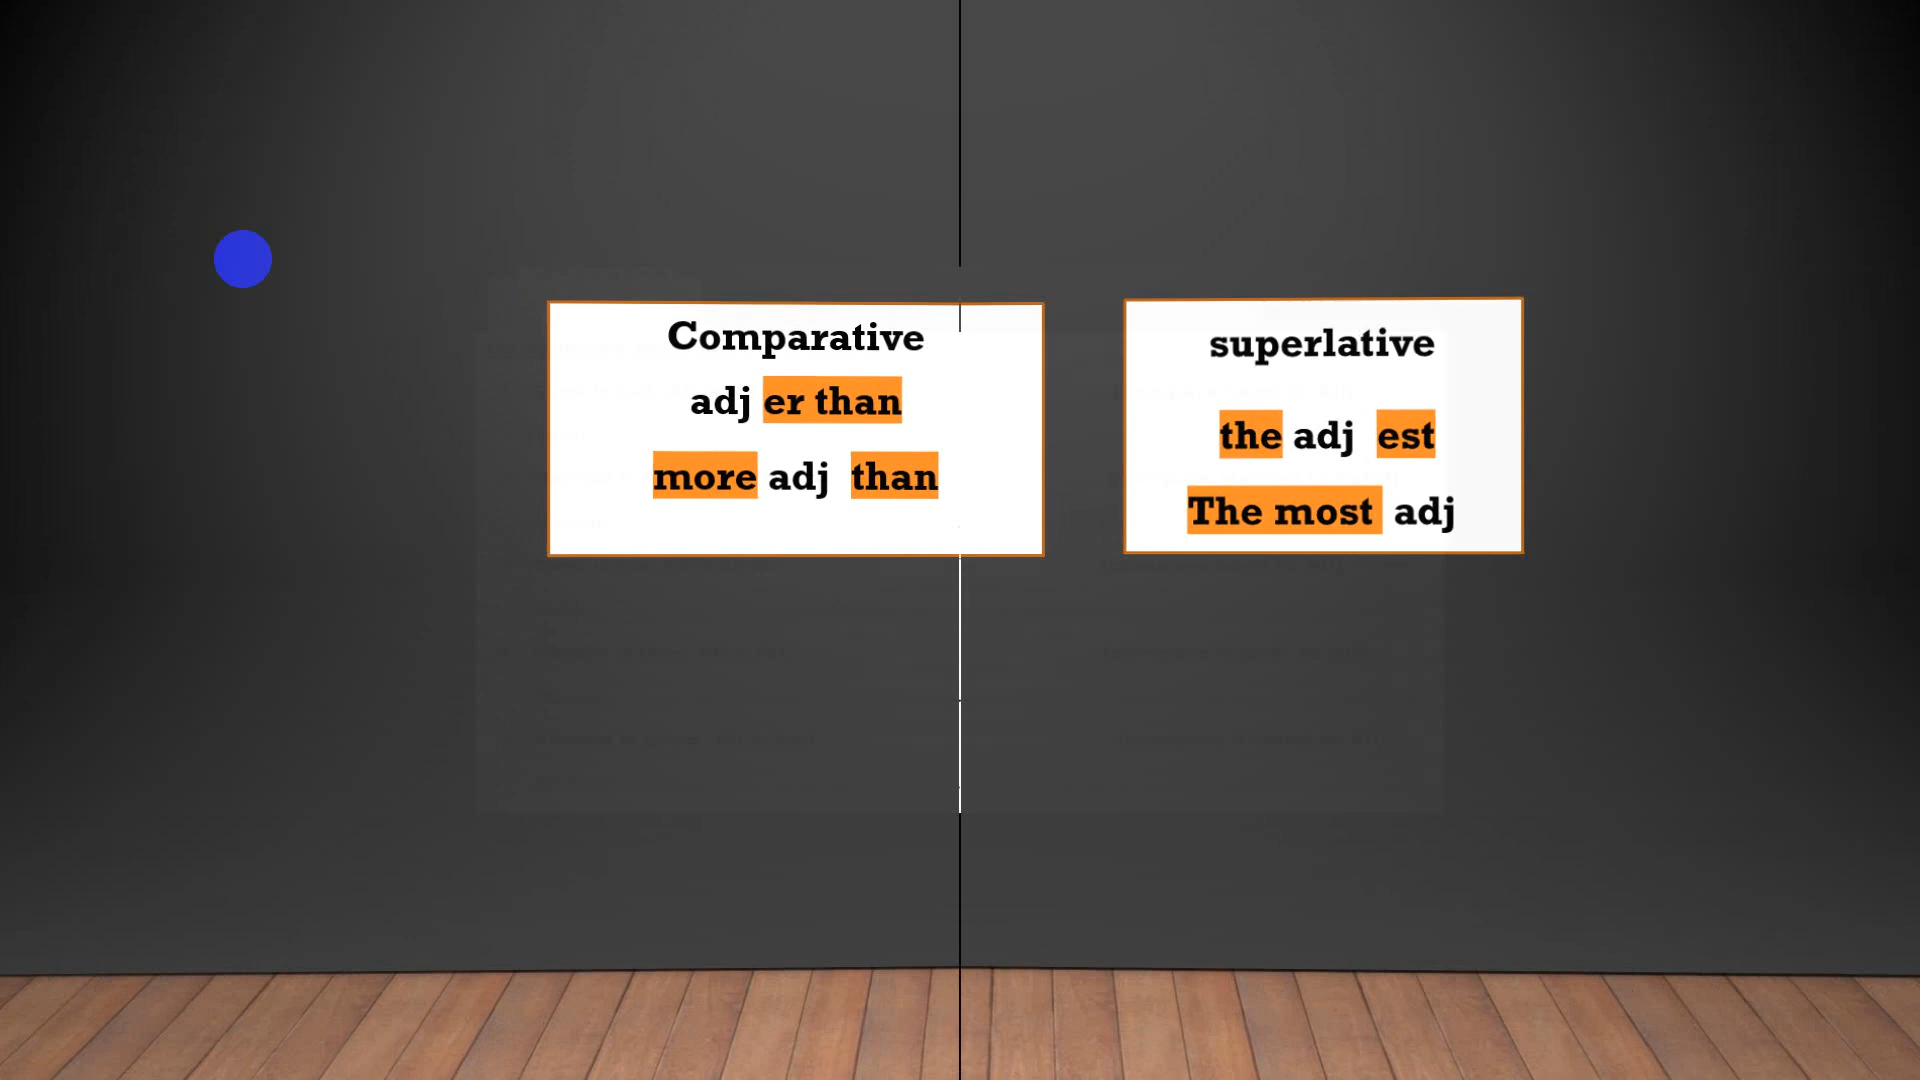 Comparative
adj er than
more adj than
superlative
the adj est
The most adj